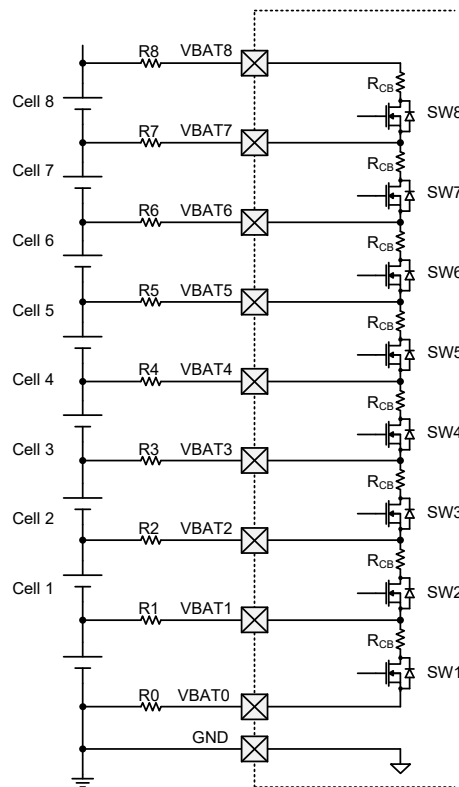 R8 VBAT8
RCB
Cell 8
SW8
R7 VBAT7
RCB
Cell 7
SW7
R6 VBAT6
RCB
Cell 6
SW6
R5 VBAT5
RCB
Cell 5
SW5
R4 VBAT4
Cell 4
RCB
SW4
R3 VBAT3
Cell 3
RCB
SW3
R2 VBAT2
Cell 2
RCB
SW2
R1 VBAT1
Cell 1
RCB
SW1
R0 VBAT0
GND